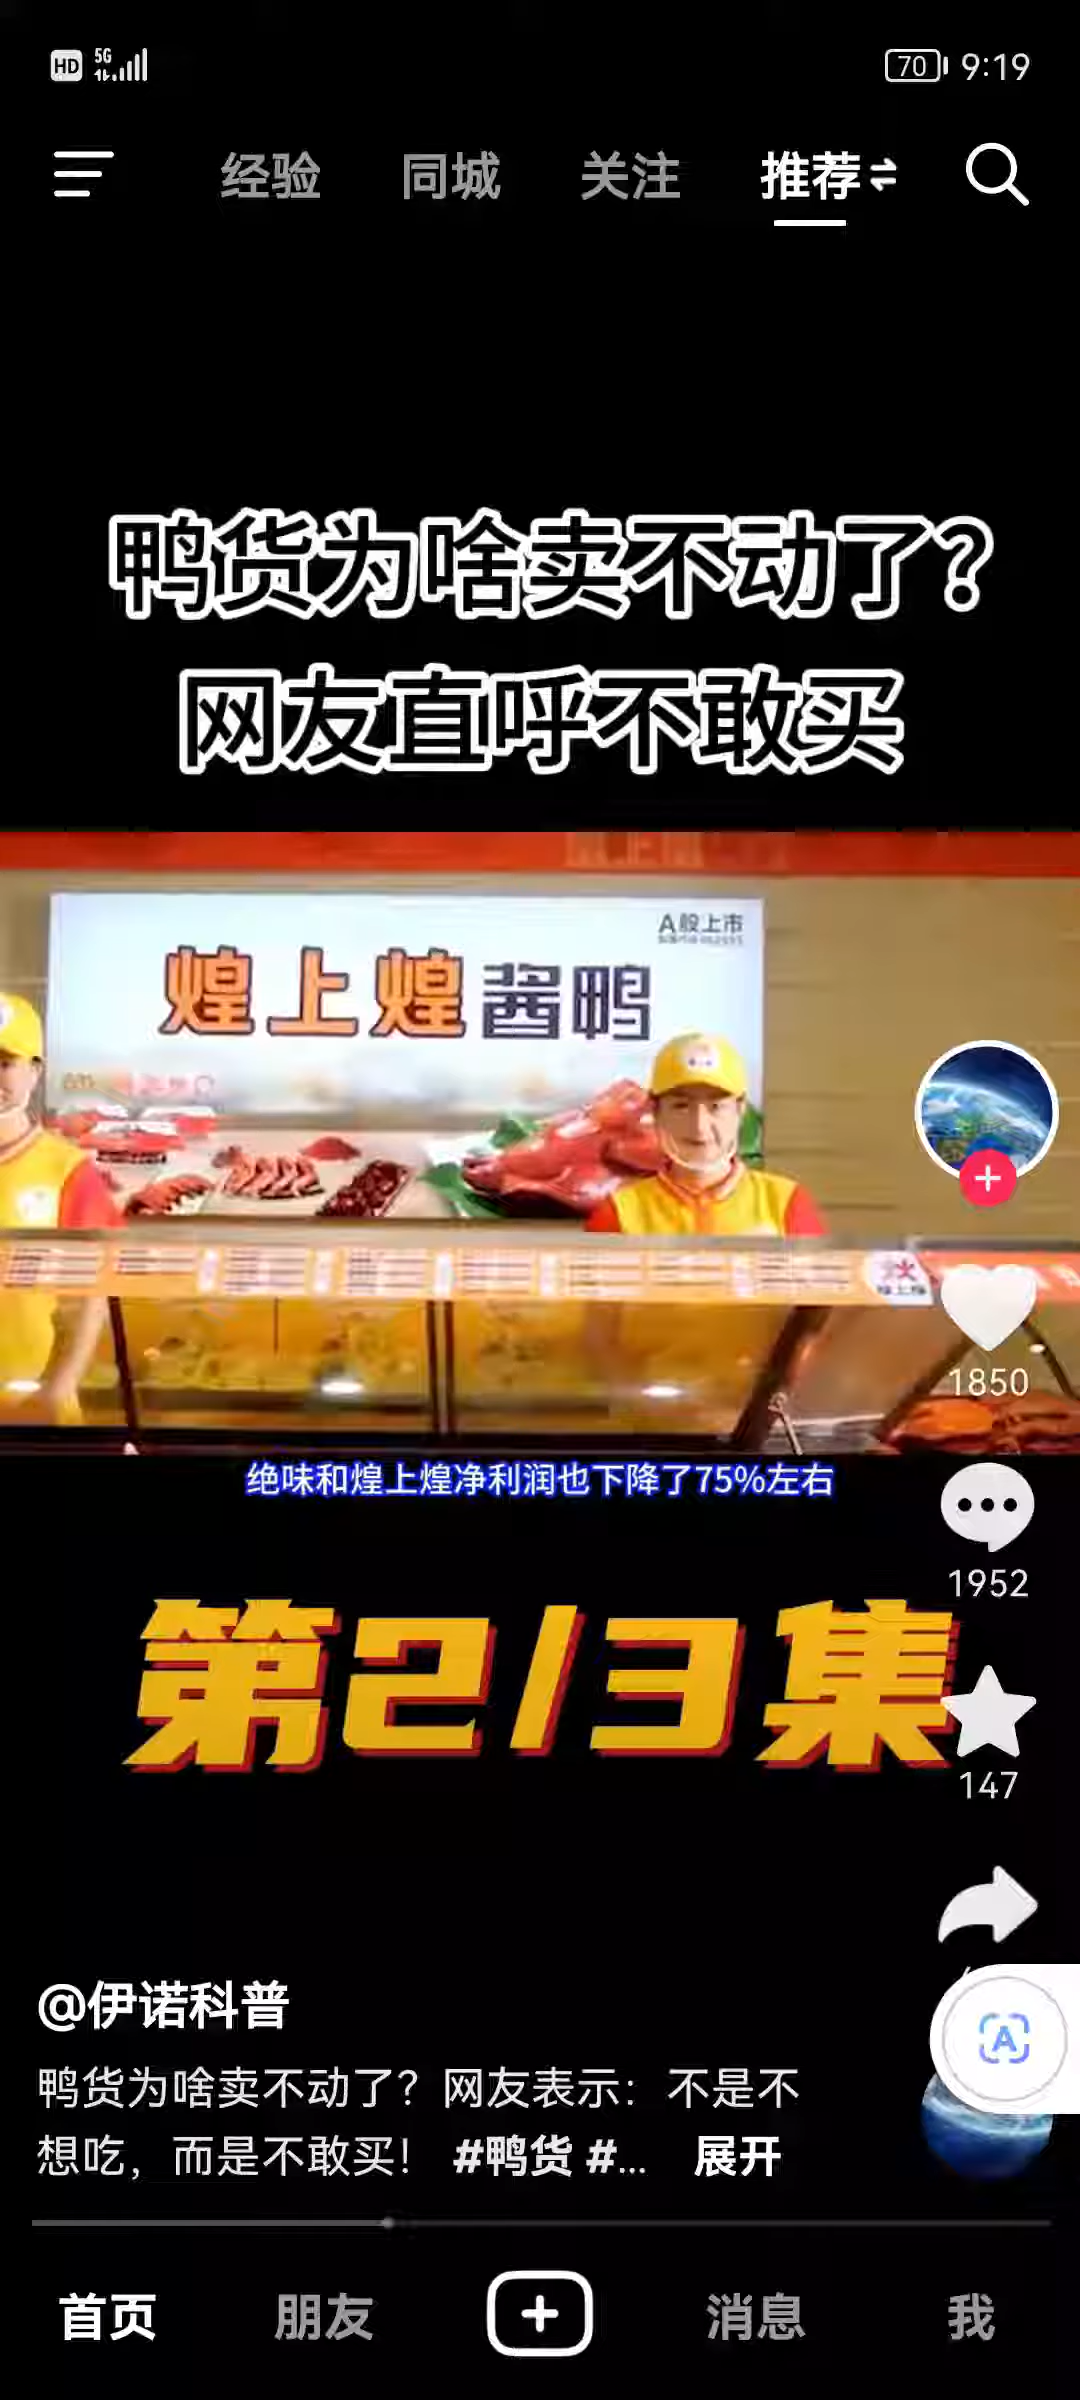 HD 5G 70 9:19
经验 同城 关注 推荐
鸭货为啥卖不动了?
网友直呼不敢买
A股上市
煌上煌酱鸭
1850
绝味和煌上煌净利润也下降了75%左右
1952
第2/3集
147
@伊诺科普
A
鸭货为啥卖不动了?网友表示：不是不
想吃，而是不敢买！ #鸭货 #... 展开
首页 朋友 消息 我